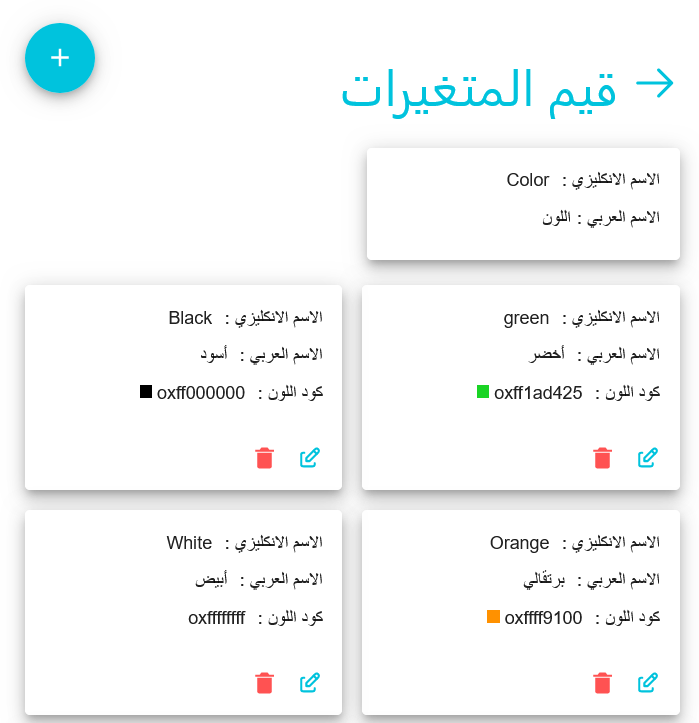 قيم المتغيرات
الاسم الانكليزي : Color
الاسم العربي : اللون
الاسم الانكليزي : green
الاسم العربي : أخضر
كود اللون : oxff1ad425
الاسم الانكليزي : Black
الاسم العربي : أسود
كود اللون : oxff000000
الاسم الانكليزي : Orange
الاسم العربي : برتقالي
كود اللون : oxffff9100
الاسم الانكليزي : White
الاسم العربي : أبيض
كود اللون : oxffffffff